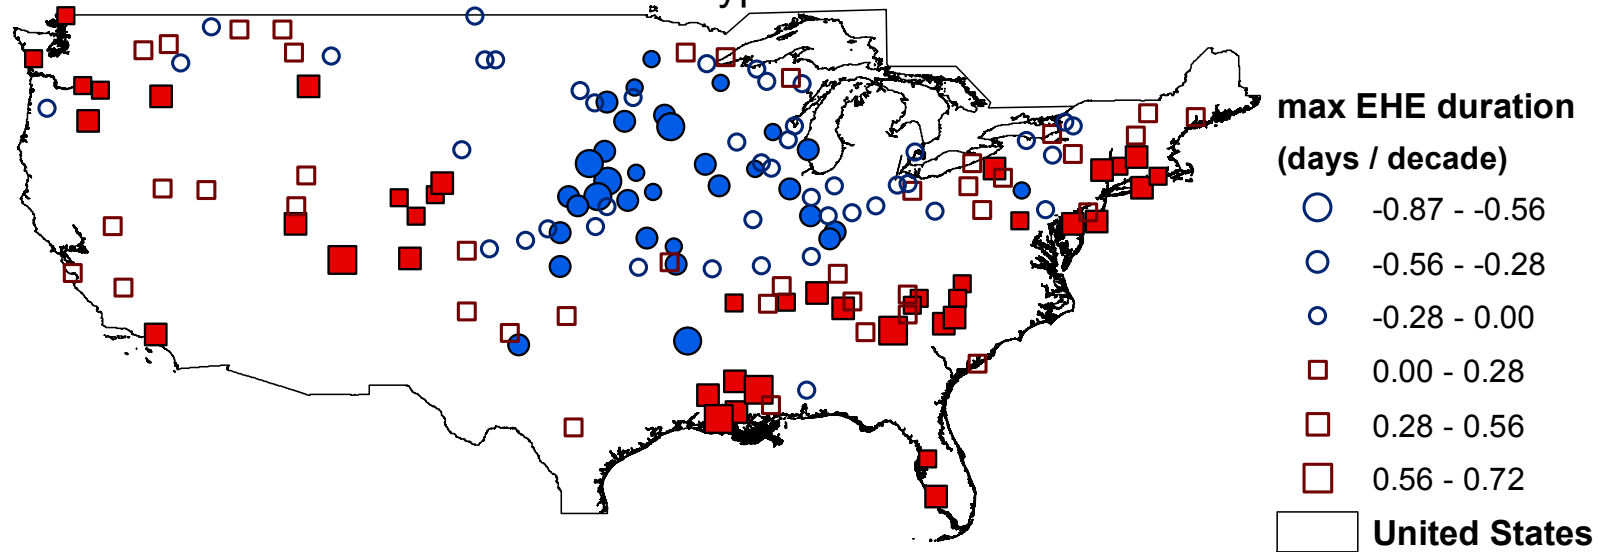 max EHE duration
(days / decade)
-0.87 - -0.56
-0.56 - -0.28
-0.28 - 0.00
0.00 - 0.28
0.28 - 0.56
0.56 - 0.72
United States